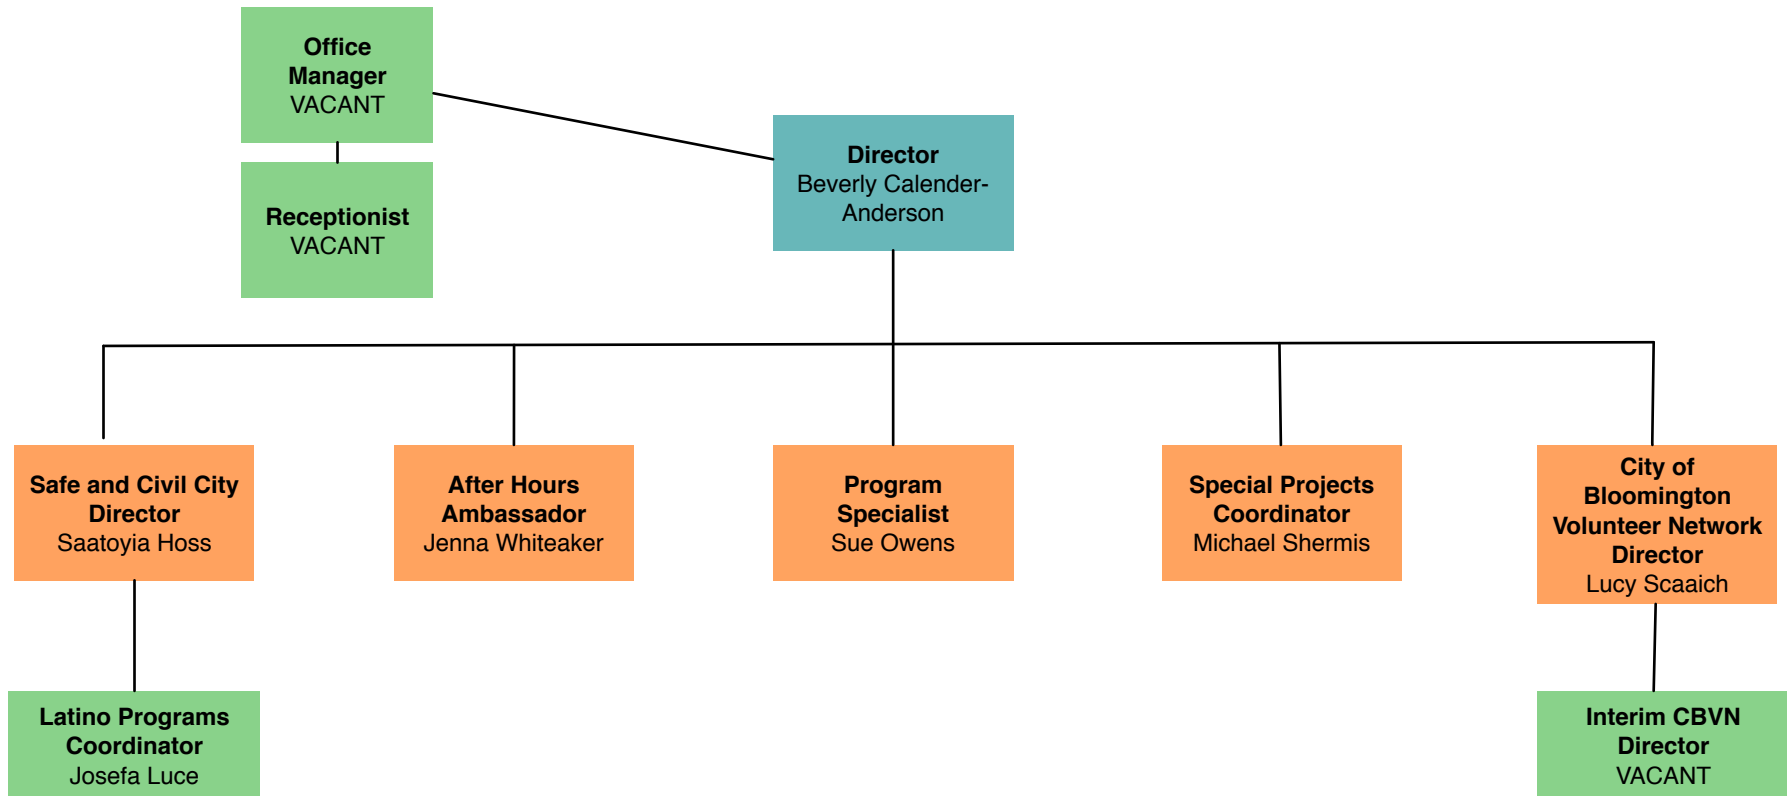 Office
Manager
VACANT
Receptionist
VACANT
Director
Beverly Calender-
Anderson
Safe and Civil City
Director
Saatoyia Hoss
After Hours
Ambassador
Jenna Whiteaker
Program
Specialist
Sue Owens
Special Projects
Coordinator
Michael Shermis
City of
Bloomington
Volunteer Network
Director
Lucy Scaaich
Latino Programs
Coordinator
Josefa Luce
Interim CBVN
Director
VACANT